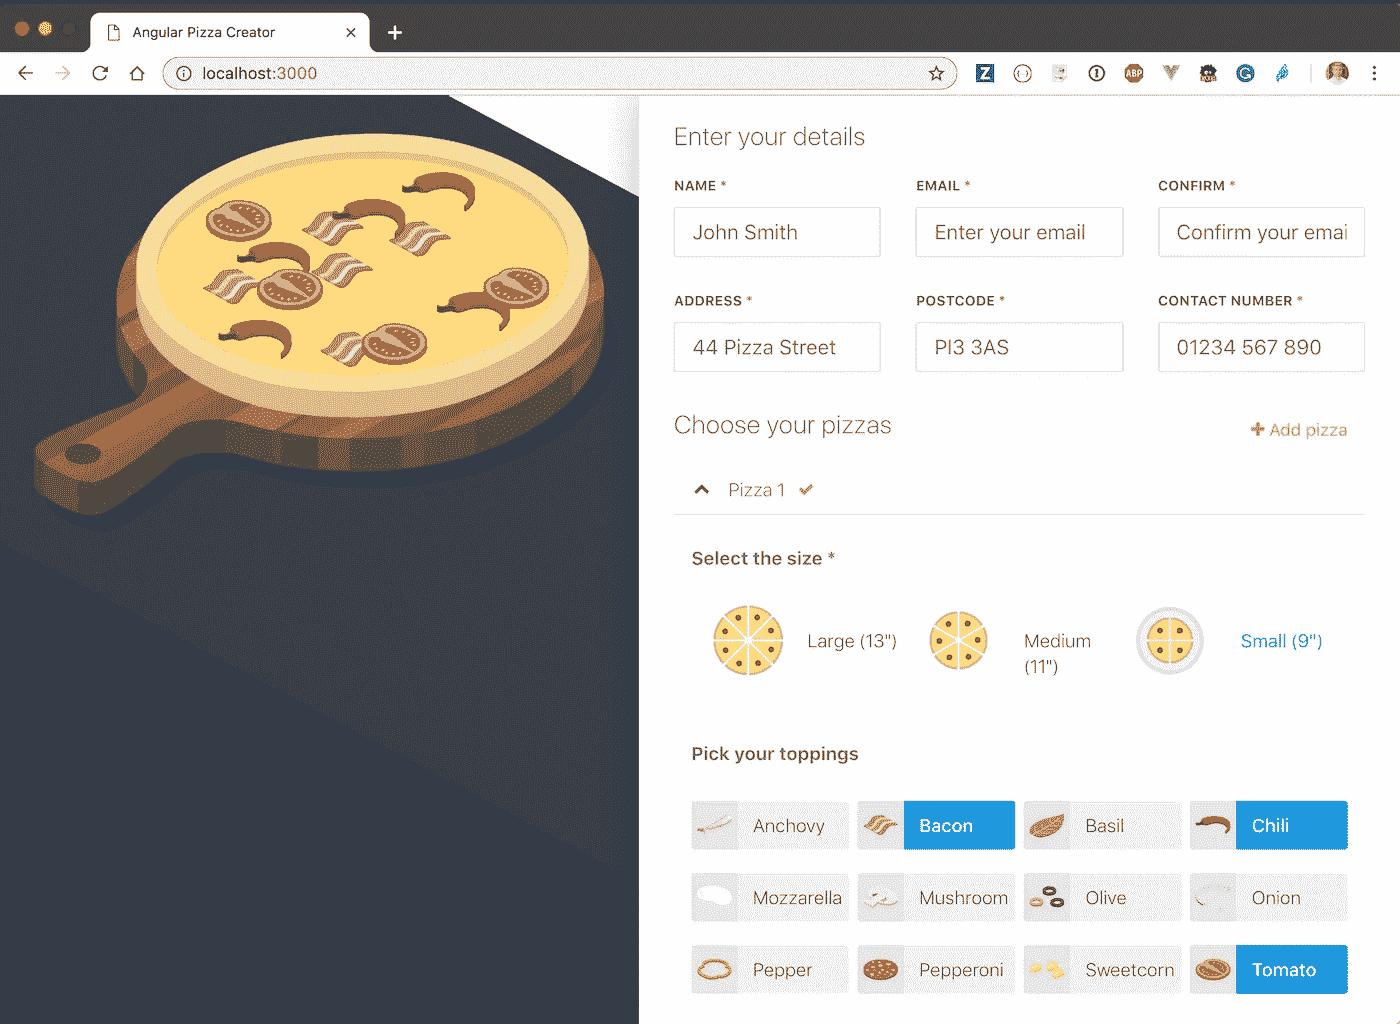 Angular Pizza Creator
localhost:3000
ABP
Enter your details
NAME * EMAIL * CONFIRM *
John Smith Enter your email Confirm your emai
ADDRESS * POSTCODE * CONTACT NUMBER *
44 Pizza Street PI3 3AS 01234 567 890
Choose your pizzas Add pizza
Pizza 1
Select the size *
Large (13") Medium (11") Small (9")
Pick your toppings
Anchovy Bacon Basil Chili
Mozzarella Mushroom Olive Onion
Pepper Pepperoni Sweetcorn Tomato